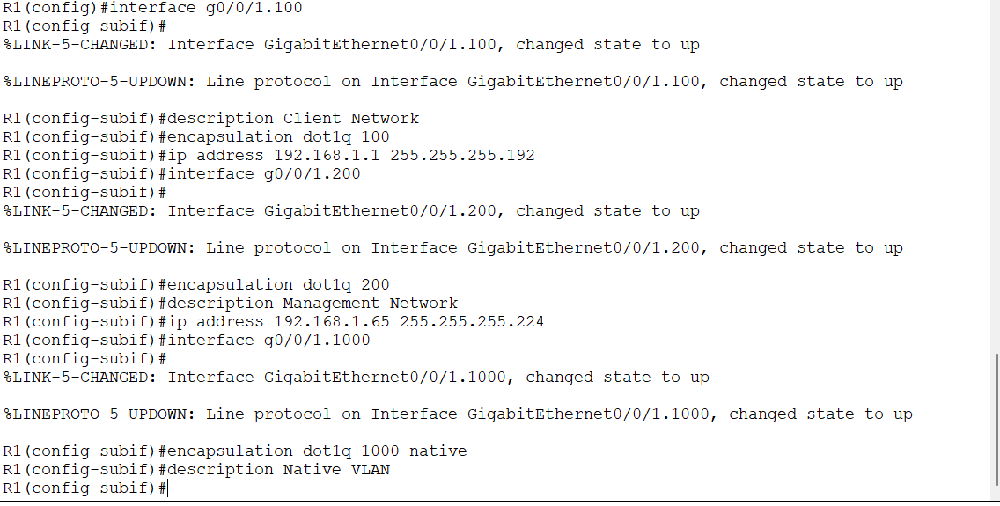 R1(config)#interface g0/0/1.100
R1(config-subif)#
%LINK-5-CHANGED: Interface GigabitEthernet0/0/1.100, changed state to up
%LINEPROTO-5-UPDOWN: Line protocol on Interface GigabitEthernet0/0/1.100, changed state to up
R1(config-subif)#description Client Network
R1(config-subif)#encapsulation dot1q 100
R1(config-subif)#ip address 192.168.1.1 255.255.255.192
R1(config-subif)#interface g0/0/1.200
R1(config-subif)#
%LINK-5-CHANGED: Interface GigabitEthernet0/0/1.200, changed state to up
%LINEPROTO-5-UPDOWN: Line protocol on Interface GigabitEthernet0/0/1.200, changed state to up
R1(config-subif)#encapsulation dot1q 200
R1(config-subif)#description Management Network
R1(config-subif)#ip address 192.168.1.65 255.255.255.224
R1(config-subif)#interface g0/0/1.1000
R1(config-subif)#
%LINK-5-CHANGED: Interface GigabitEthernet0/0/1.1000, changed state to up
%LINEPROTO-5-UPDOWN: Line protocol on Interface GigabitEthernet0/0/1.1000, changed state to up
R1(config-subif)#encapsulation dot1q 1000 native
R1(config-subif)#description Native VLAN
R1(config-subif)#